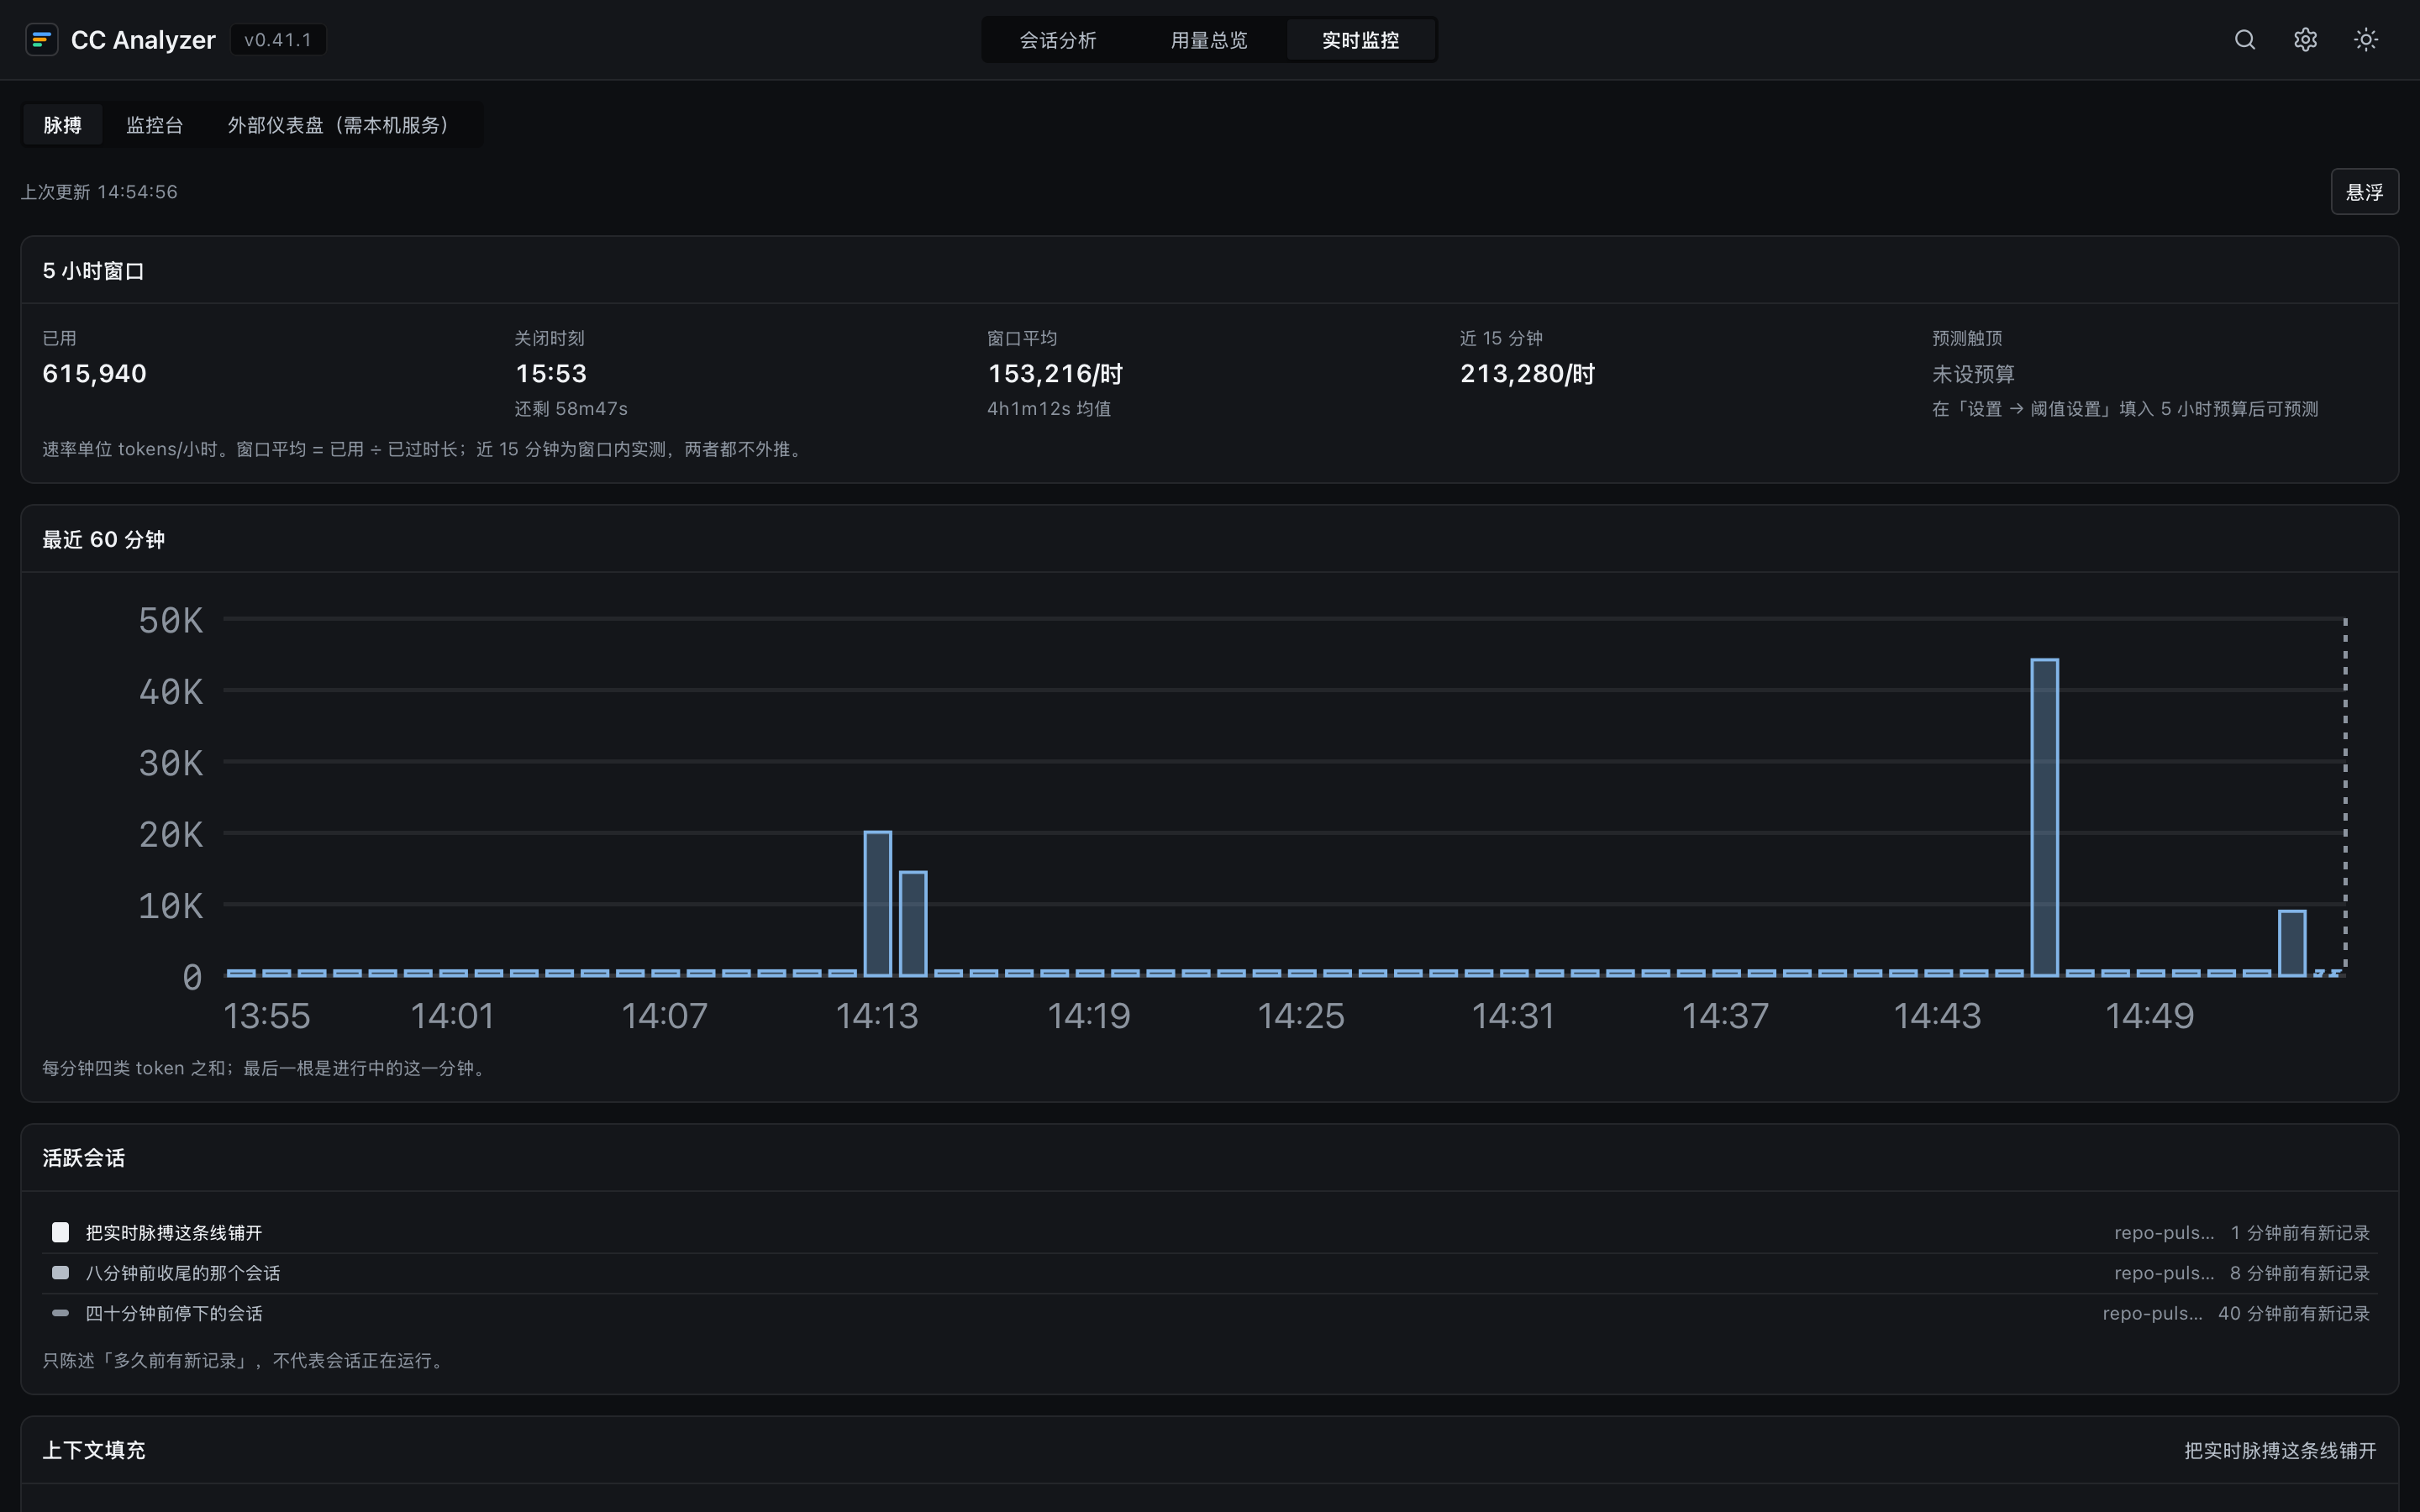 CC Analyzer v0.41.1 会话分析 用量总览 实时监控
脉搏 监控台 外部仪表盘（需本机服务）
上次更新 14:54:56 悬浮
5 小时窗口
已用 关闭时刻 窗口平均 近 15 分钟 预测触顶
615,940 15:53 153,216/时 213,280/时 未设预算
还剩 58m47s 4h1m12s 均值 在「设置 → 阈值设置」填入 5 小时预算后可预测
速率单位 tokens/小时。窗口平均 = 已用 ÷ 已过时长；近 15 分钟为窗口内实测，两者都不外推。
最近 60 分钟
50K
40K
30K
20K
10K
0
13:55 14:01 14:07 14:13 14:19 14:25 14:31 14:37 14:43 14:49
每分钟四类 token 之和；最后一根是进行中的这一分钟。
活跃会话
把实时脉搏这条线铺开 repo-puls... 1 分钟前有新记录
八分钟前收尾的那个会话 repo-puls... 8 分钟前有新记录
四十分钟前停下的会话 repo-puls... 40 分钟前有新记录
只陈述「多久前有新记录」，不代表会话正在运行。
上下文填充 把实时脉搏这条线铺开